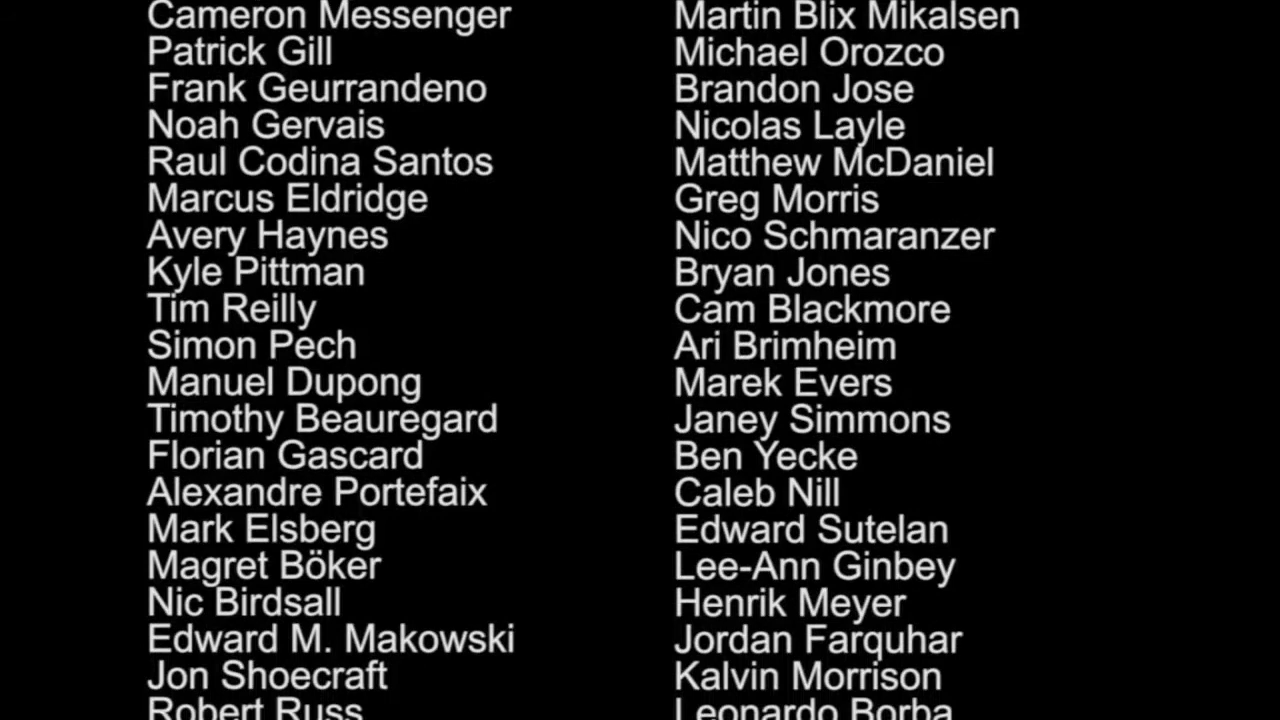 Cameron Messenger
Patrick Gill
Frank Geurrandeno
Noah Gervais
Raul Codina Santos
Marcus Eldridge
Avery Haynes
Kyle Pittman
Tim Reilly
Simon Pech
Manuel Dupong
Timothy Beauregard
Florian Gascard
Alexandre Portefaix
Mark Elsberg
Magret Böker
Nic Birdsall
Edward M. Makowski
Jon Shoecraft
Robert Russ
Martin Blix Mikalsen
Michael Orozco
Brandon Jose
Nicolas Layle
Matthew McDaniel
Greg Morris
Nico Schmaranzer
Bryan Jones
Cam Blackmore
Ari Brimheim
Marek Evers
Janey Simmons
Ben Yecke
Caleb Nill
Edward Sutelan
Lee-Ann Ginbey
Henrik Meyer
Jordan Farquhar
Kalvin Morrison
Leonardo Borba